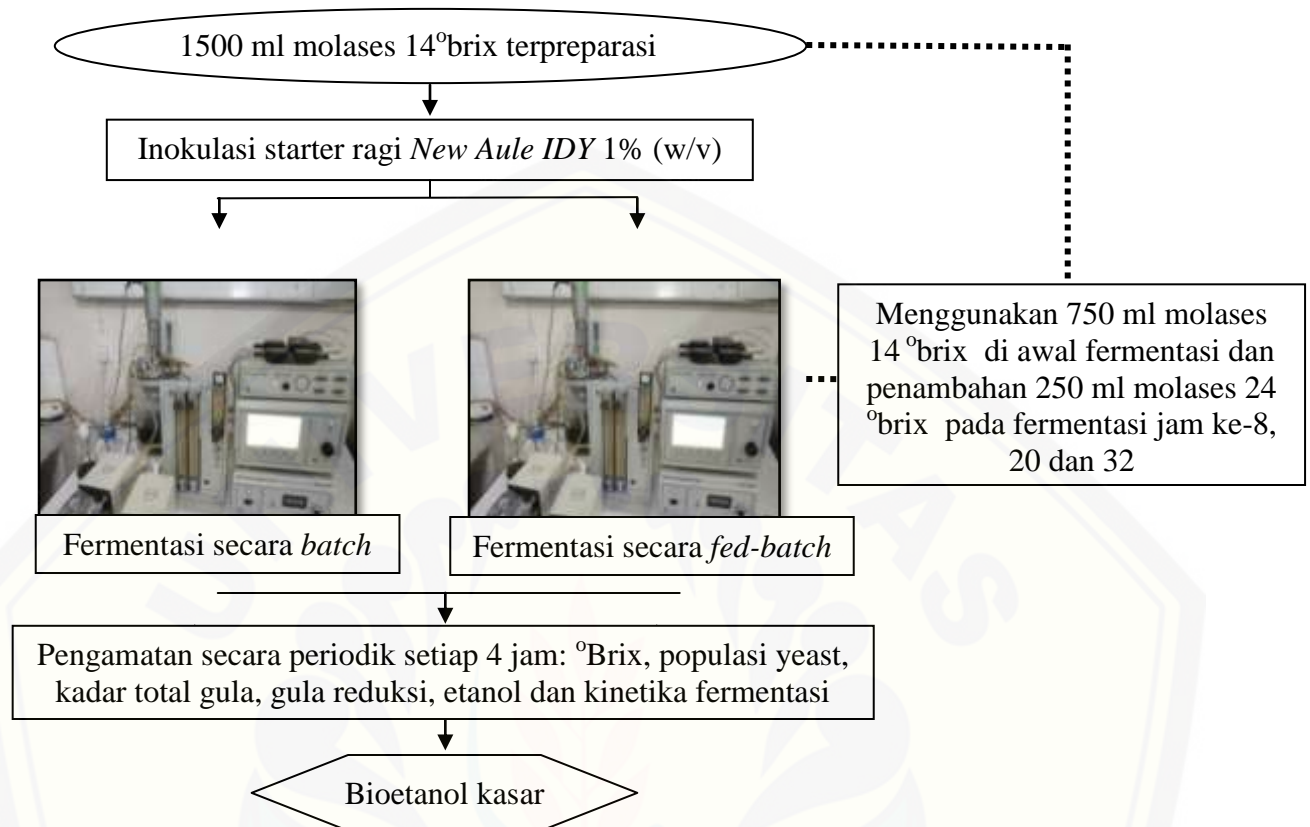 1500 ml molases 14°brix terpreparasi
Inokulasi starter ragi New Aule IDY 1% (w/v)
Menggunakan 750 ml molases
14 °brix di awal fermentasi dan
penambahan 250 ml molases 24
°brix pada fermentasi jam ke-8,
20 dan 32
Fermentasi secara batch
Fermentasi secara fed-batch
Pengamatan secara periodik setiap 4 jam: °Brix, populasi yeast,
kadar total gula, gula reduksi, etanol dan kinetika fermentasi
Bioetanol kasar